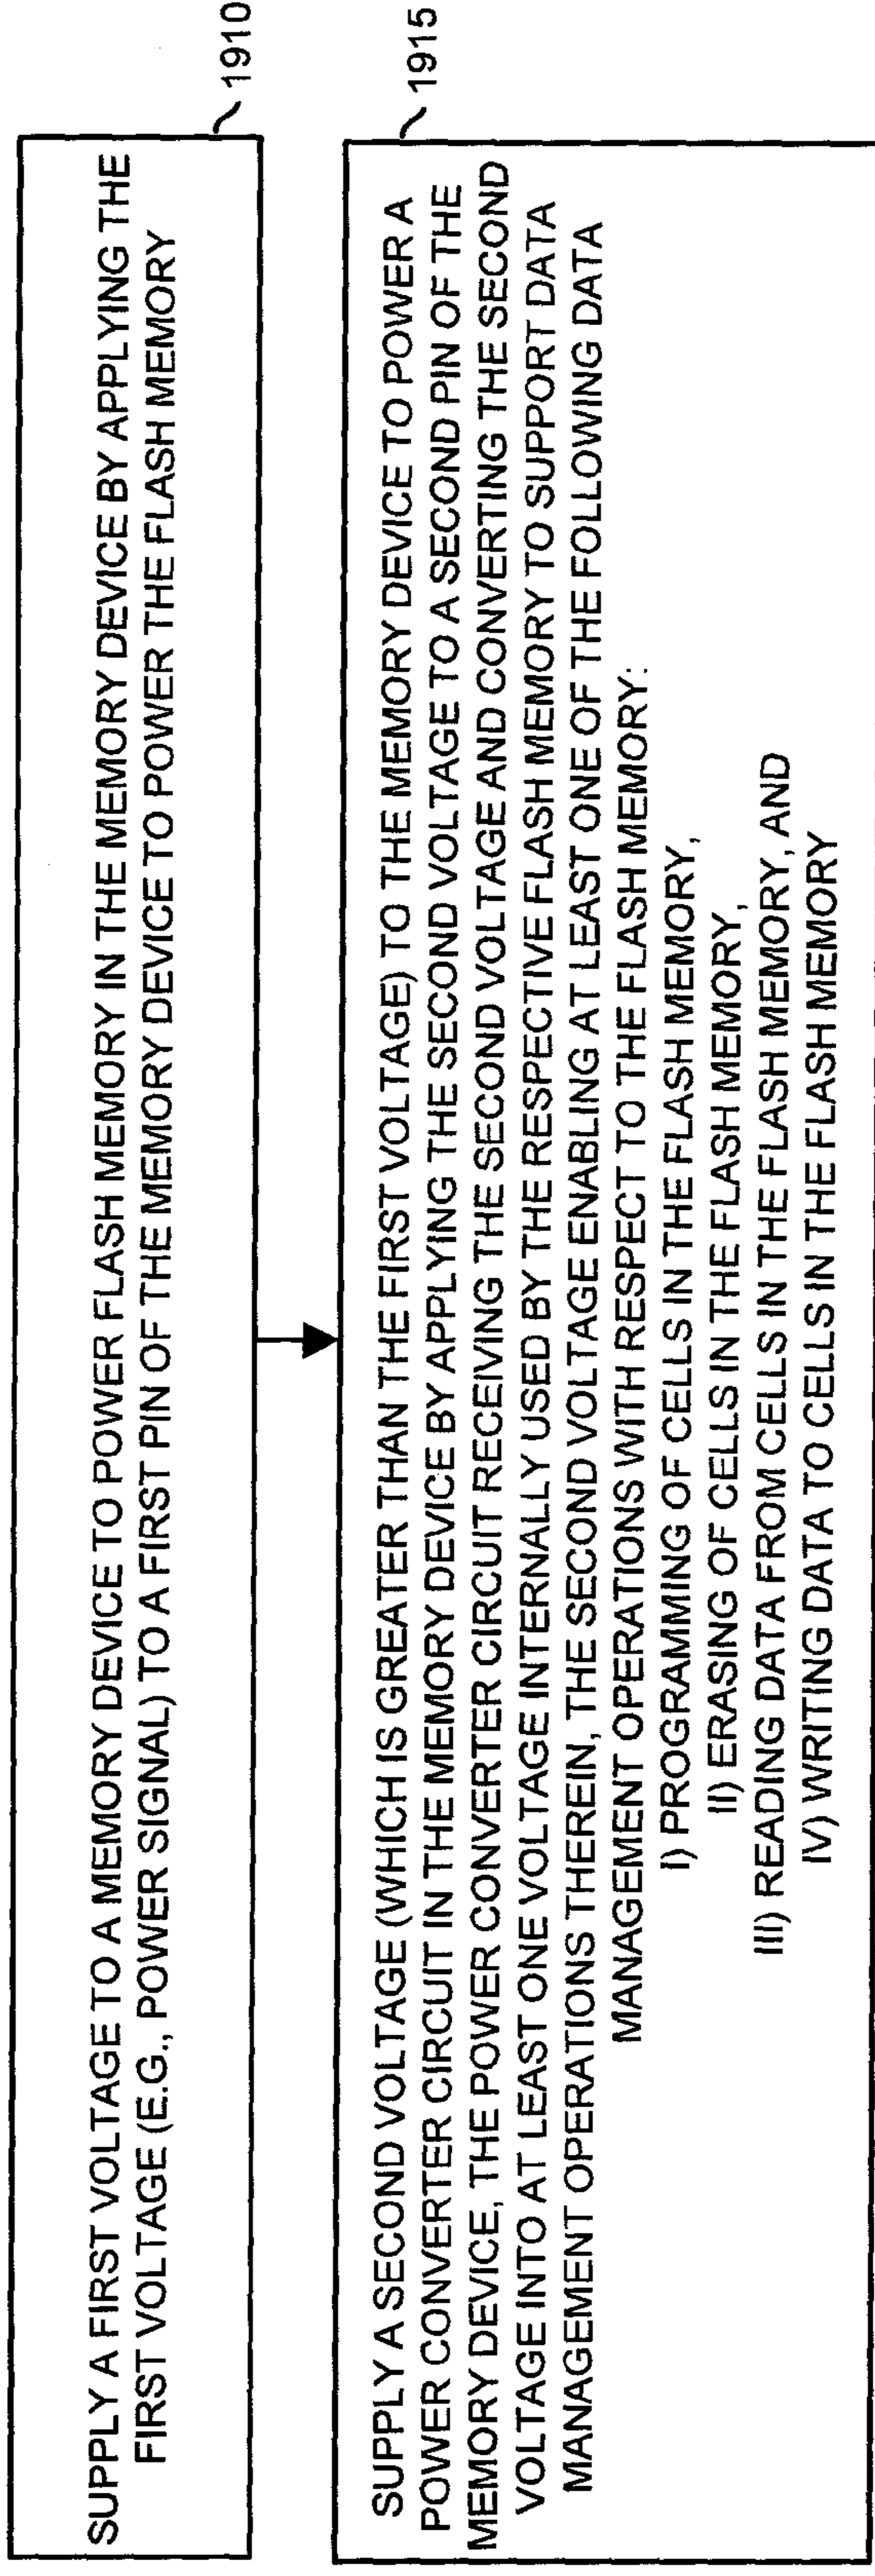 SUPPLY A FIRST VOLTAGE TO A MEMORY DEVICE TO POWER FLASH MEMORY IN THE MEMORY DEVICE BY APPLYING THE
FIRST VOLTAGE (E.G., POWER SIGNAL) TO A FIRST PIN OF THE MEMORY DEVICE TO POWER THE FLASH MEMORY
1910
SUPPLY A SECOND VOLTAGE (WHICH IS GREATER THAN THE FIRST VOLTAGE) TO THE MEMORY DEVICE TO POWER A
POWER CONVERTER CIRCUIT IN THE MEMORY DEVICE BY APPLYING THE SECOND VOLTAGE TO A SECOND PIN OF THE
MEMORY DEVICE, THE POWER CONVERTER CIRCUIT RECEIVING THE SECOND VOLTAGE AND CONVERTING THE SECOND
VOLTAGE INTO AT LEAST ONE VOLTAGE INTERNALLY USED BY THE RESPECTIVE FLASH MEMORY TO SUPPORT DATA
MANAGEMENT OPERATIONS THEREIN, THE SECOND VOLTAGE ENABLING AT LEAST ONE OF THE FOLLOWING DATA
MANAGEMENT OPERATIONS WITH RESPECT TO THE FLASH MEMORY:
I) PROGRAMMING OF CELLS IN THE FLASH MEMORY,
II) ERASING OF CELLS IN THE FLASH MEMORY,
III) READING DATA FROM CELLS IN THE FLASH MEMORY, AND
IV) WRITING DATA TO CELLS IN THE FLASH MEMORY
1915